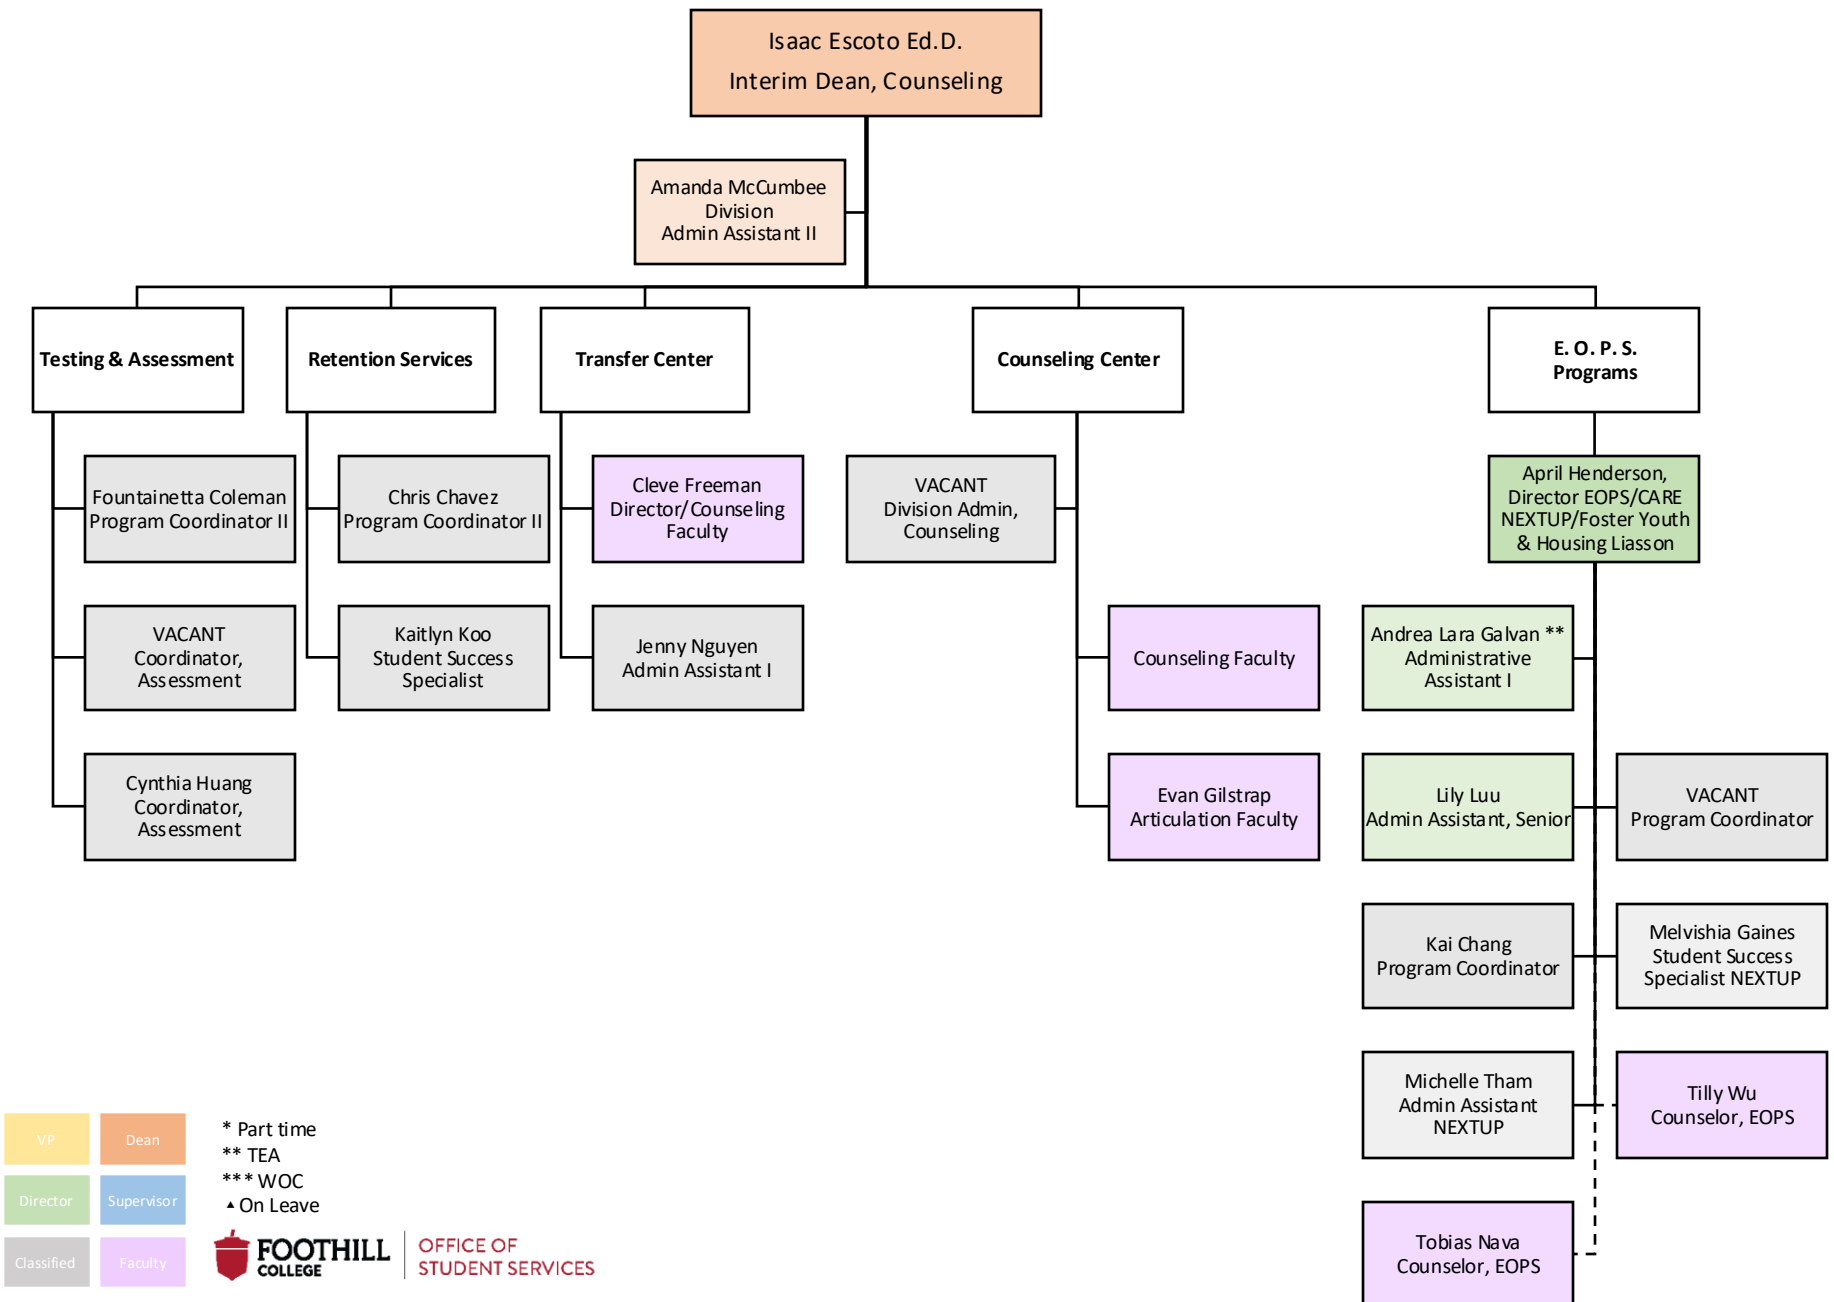 Isaac Escoto Ed.D.
Interim Dean, Counseling
Amanda McCumbee
Division
Admin Assistant II
Testing & Assessment
Retention Services
Transfer Center
Counseling Center
E. O. P. S.
Programs
Fountainetta Coleman
Program Coordinator II
Chris Chavez
Program Coordinator II
Cleve Freeman
Director/Counseling
Faculty
VACANT
Division Admin,
Counseling
April Henderson,
Director EOPS/CARE
NEXTUP/Foster Youth
& Housing Liasson
VACANT
Coordinator,
Assessment
Kaitlyn Koo
Student Success
Specialist
Jenny Nguyen
Admin Assistant I
Counseling Faculty
Andrea Lara Galvan **
Administrative
Assistant I
Cynthia Huang
Coordinator,
Assessment
Evan Gilstrap
Articulation Faculty
Lily Luu
Admin Assistant, Senior
VACANT
Program Coordinator
Kai Chang
Program Coordinator
Melvishia Gaines
Student Success
Specialist NEXTUP
Michelle Tham
Admin Assistant
NEXTUP
Tilly Wu
Counselor, EOPS
Tobias Nava
Counselor, EOPS
VP
Dean
Director
Supervisor
Classified
Faculty
* Part time
** TEA
*** WOC
▲ On Leave
FOOTHILL
COLLEGE
OFFICE OF
STUDENT SERVICES